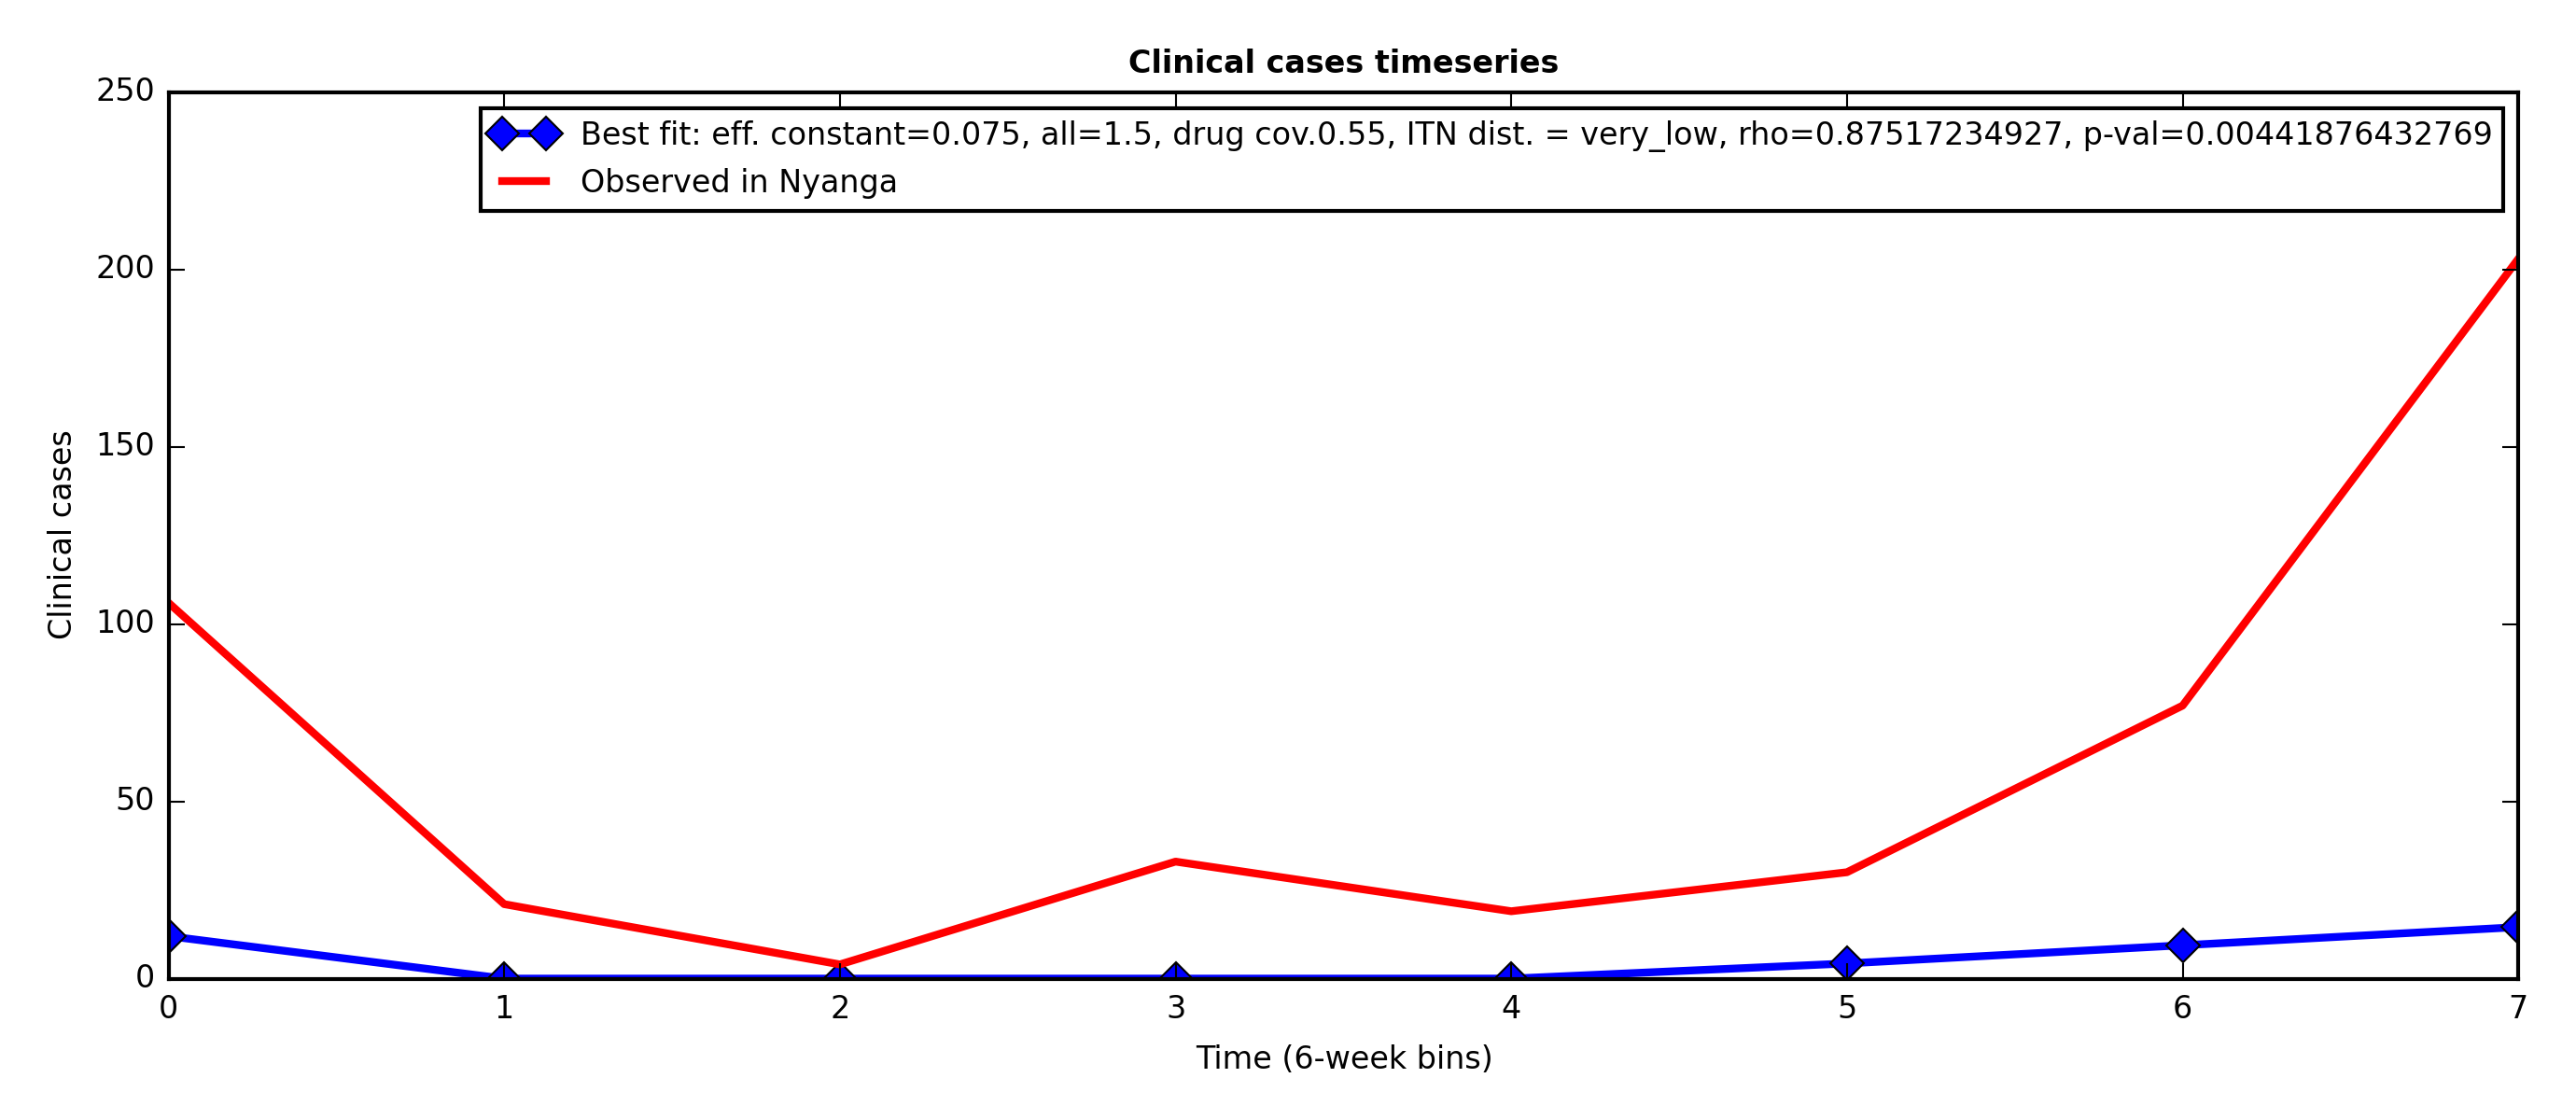 Clinical cases timeseries
250
Best fit: eff. constant=0.075, all=1.5, drug cov.0.55, ITN dist. = very_low, rho=0.87517234927, p-val=0.00441876432769
Observed in Nyanga
200
150
100
50
0
Clinical cases
0 1 2 3 4 5 6 7
Time (6-week bins)